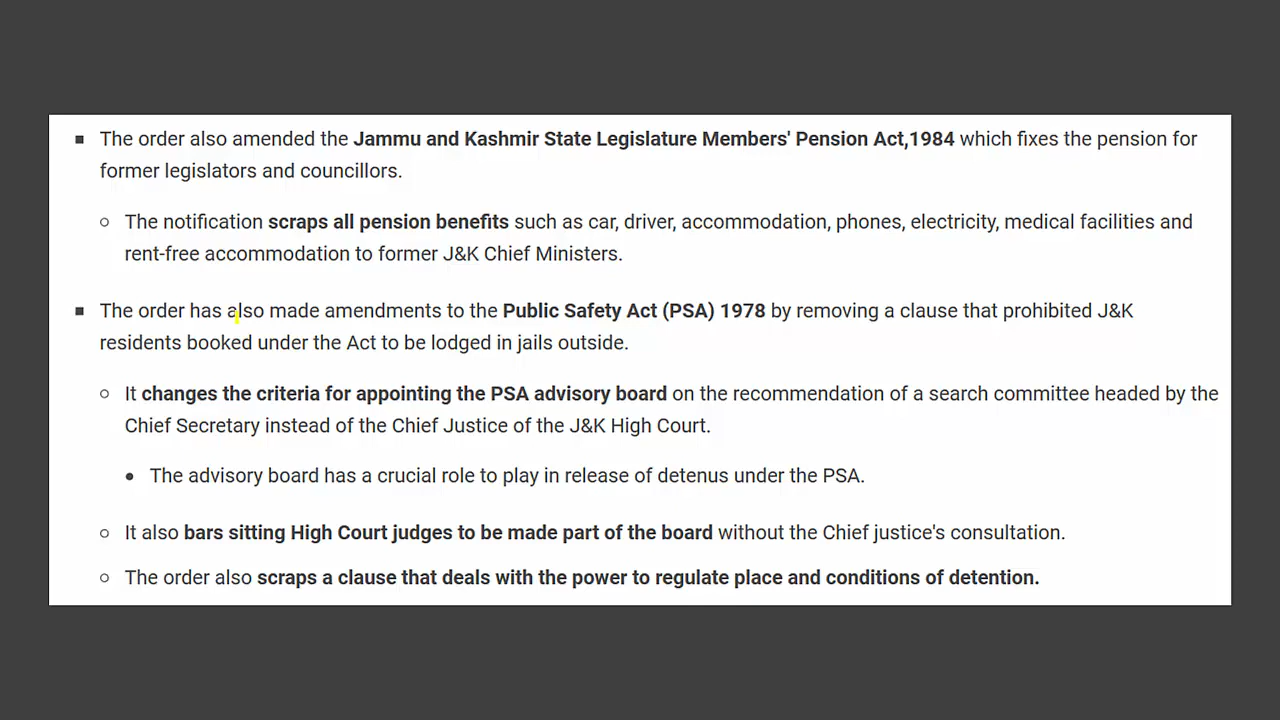 The order also amended the Jammu and Kashmir State Legislature Members' Pension Act,1984 which fixes the pension for
former legislators and councillors.
The notification scraps all pension benefits such as car, driver, accommodation, phones, electricity, medical facilities and
rent-free accommodation to former J&K Chief Ministers.
The order has also made amendments to the Public Safety Act (PSA) 1978 by removing a clause that prohibited J&K
residents booked under the Act to be lodged in jails outside.
It changes the criteria for appointing the PSA advisory board on the recommendation of a search committee headed by the
Chief Secretary instead of the Chief Justice of the J&K High Court.
The advisory board has a crucial role to play in release of detenus under the PSA.
It also bars sitting High Court judges to be made part of the board without the Chief justice's consultation.
The order also scraps a clause that deals with the power to regulate place and conditions of detention.